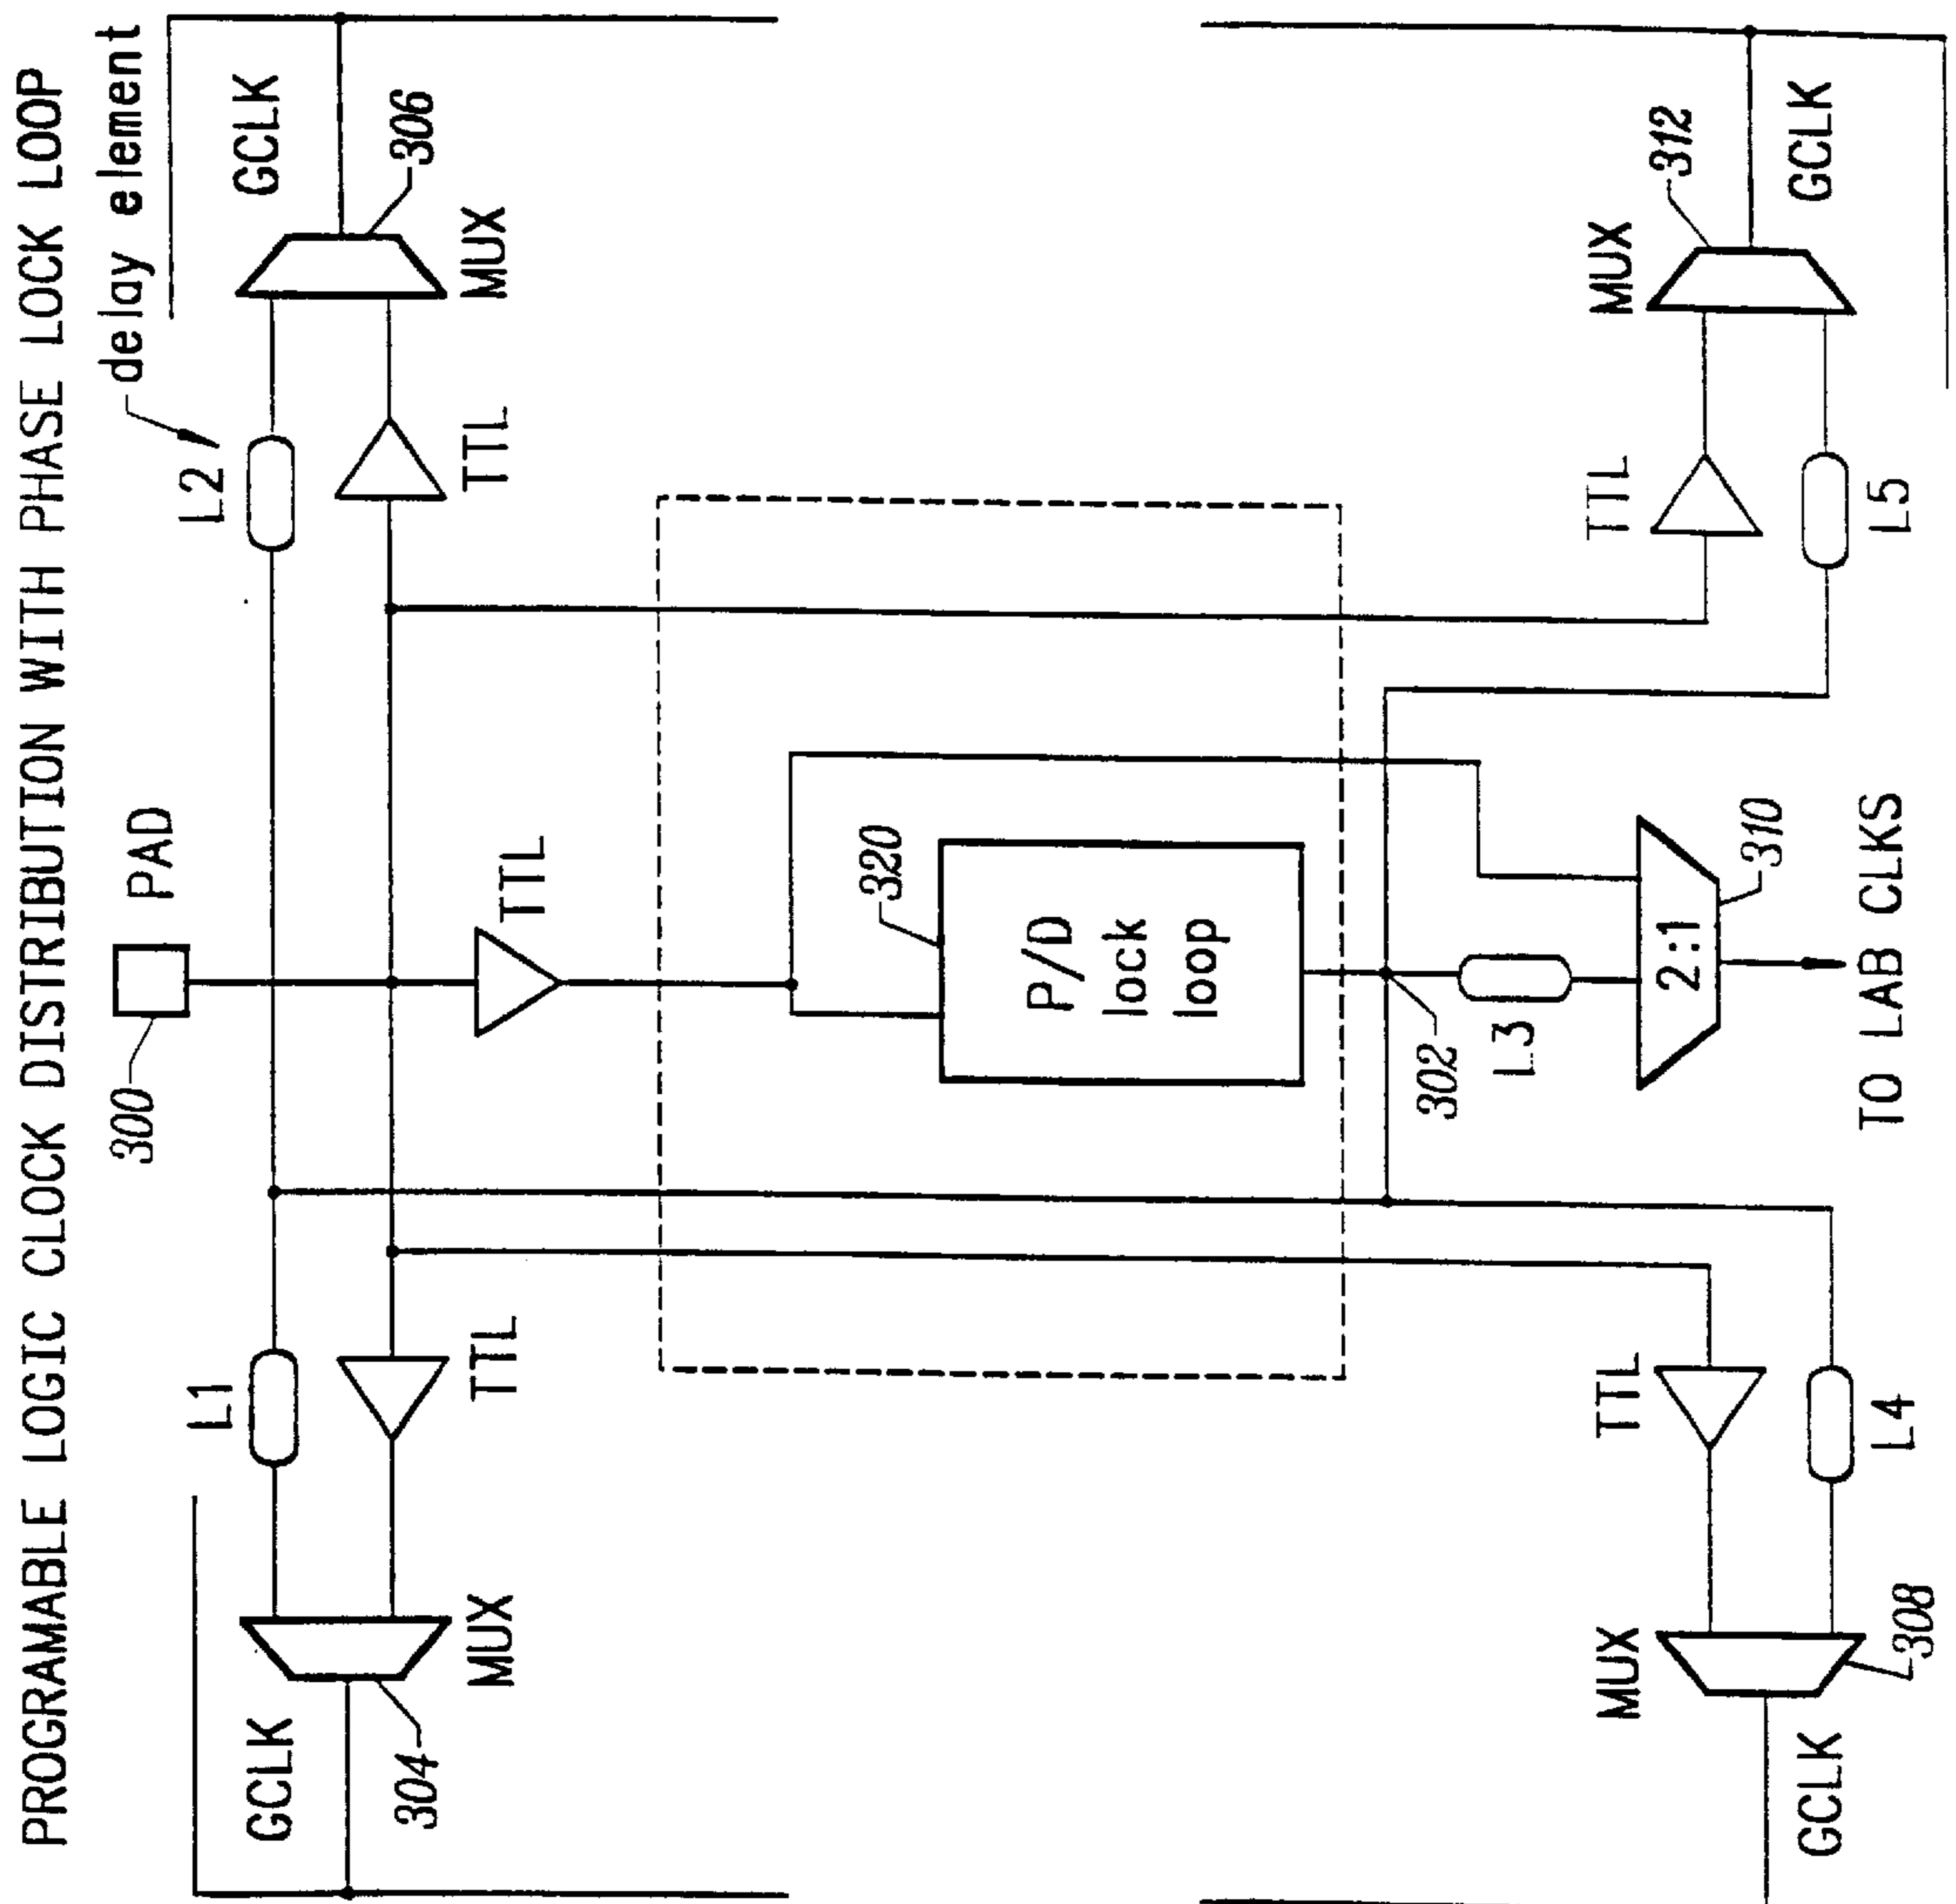 PROGRAMABLE LOGIC CLOCK DISTRIBUTION WITH PHASE LOCK LOOP
delay element
300
PAD
L1
L2
GCLK
GCLK
304
306
MUX
TTL
TTL
TTL
MUX
320
P/D
lock
loop
302
L3
2:1
310
TO LAB CLKS
MUX
TTL
TTL
MUX
312
GCLK
308
L4
L5
GCLK